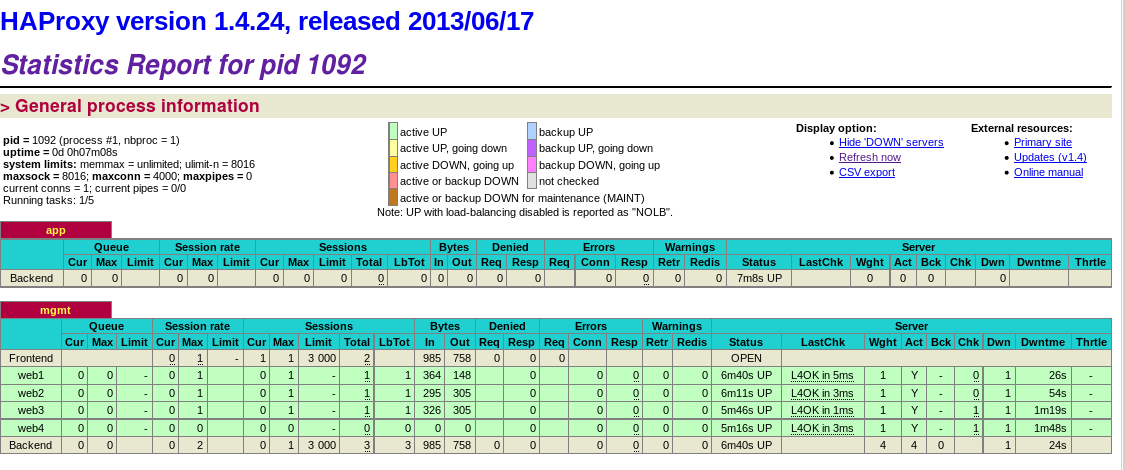 HAProxy version 1.4.24, released 2013/06/17
Statistics Report for pid 1092
> General process information
pid = 1092 (process #1, nbproc = 1)
uptime = 0d 0h07m08s
system limits: memmax = unlimited; ulimit-n = 8016
maxsock = 8016; maxconn = 4000; maxpipes = 0
current conns = 1; current pipes = 0/0
Running tasks: 1/5
active UP backup UP
active UP, going down backup UP, going down
active DOWN, going up backup DOWN, going up
active or backup DOWN not checked
active or backup DOWN for maintenance (MAINT)
Note: UP with load-balancing disabled is reported as "NOLB".
Display option:
• Hide 'DOWN' servers
• Refresh now
• CSV export
External resources:
• Primary site
• Updates (v1.4)
• Online manual
app
Queue Session rate Sessions Bytes Denied Errors Warnings Server
Cur Max Limit Cur Max Limit Cur Max Limit Total LbTot In Out Req Resp Req Conn Resp Retr Redis Status LastChk Wght Act Bck Chk Dwn Dwntme Thrtle
Backend 0 0 0 0 0 0 0 0 0 0 0 0 0 0 0 0 0 7m8s UP 0 0 0 0
mgmt
Queue Session rate Sessions Bytes Denied Errors Warnings Server
Cur Max Limit Cur Max Limit Cur Max Limit Total LbTot In Out Req Resp Req Conn Resp Retr Redis Status LastChk Wght Act Bck Chk Dwn Dwntme Thrtle
Frontend 0 1 - 1 1 3 000 2 985 758 0 0 0 OPEN
web1 0 0 - 0 1 0 1 - 1 1 364 148 0 0 0 0 0 6m40s UP L4OK in 5ms 1 Y - 0 1 26s -
web2 0 0 - 0 1 0 1 - 1 1 295 305 0 0 0 0 0 6m11s UP L4OK in 3ms 1 Y - 0 1 54s -
web3 0 0 - 0 1 0 1 - 1 1 326 305 0 0 0 0 0 5m46s UP L4OK in 1ms 1 Y - 1 1 1m19s -
web4 0 0 - 0 0 0 0 - 0 0 0 0 0 0 0 0 0 5m16s UP L4OK in 3ms 1 Y - 1 1 1m48s -
Backend 0 0 0 2 0 1 3 000 3 3 985 758 0 0 0 0 0 0 6m40s UP 4 4 0 1 24s